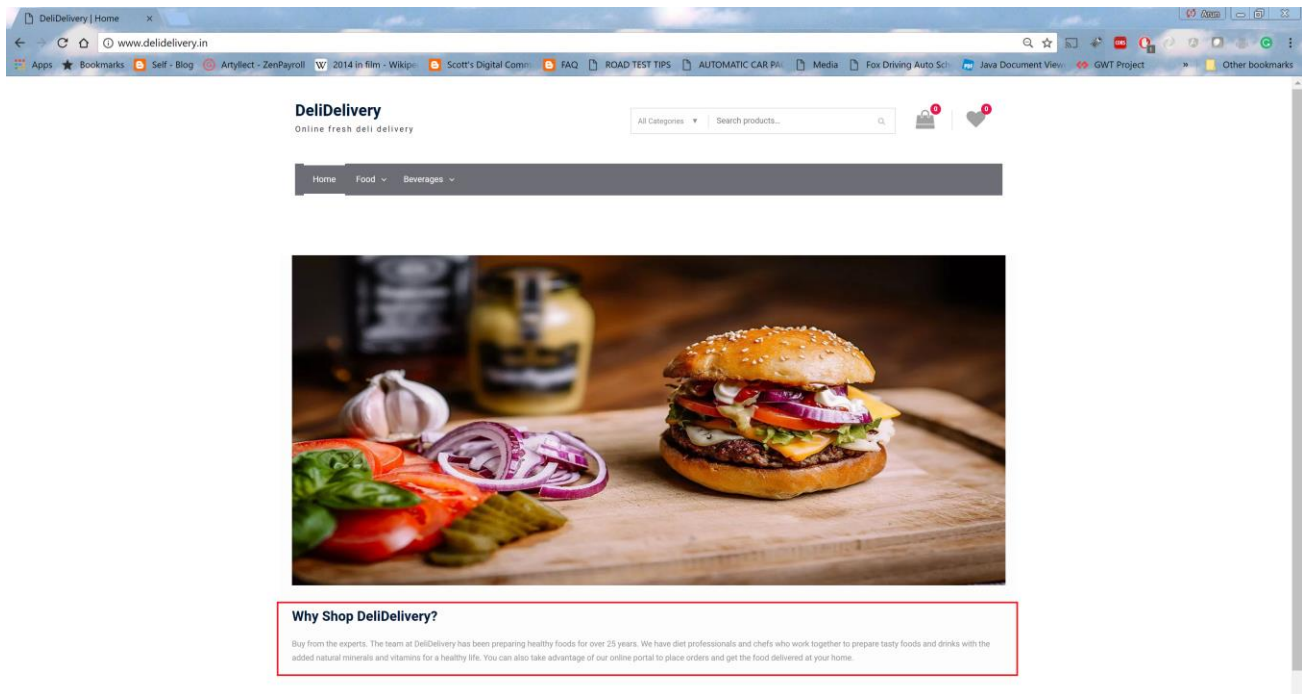 DeliDelivery | Home
Arun
www.delidelivery.in
Apps Bookmarks Self - Blog Artyllect - ZenPayroll 2014 in film - Wikipe Scott's Digital Comm FAQ ROAD TEST TIPS AUTOMATIC CAR PA Media Fox Driving Auto Sch Java Document View GWT Project » Other bookmarks
DeliDelivery
Online fresh deli delivery
All Categories Search products... 0 0
Home Food Beverages
Why Shop DeliDelivery?
Buy from the experts. The team at DeliDelivery has been preparing healthy foods for over 25 years. We have diet professionals and chefs who work together to prepare tasty foods and drinks with the
added natural minerals and vitamins for a healthy life. You can also take advantage of our online portal to place orders and get the food delivered at your home.